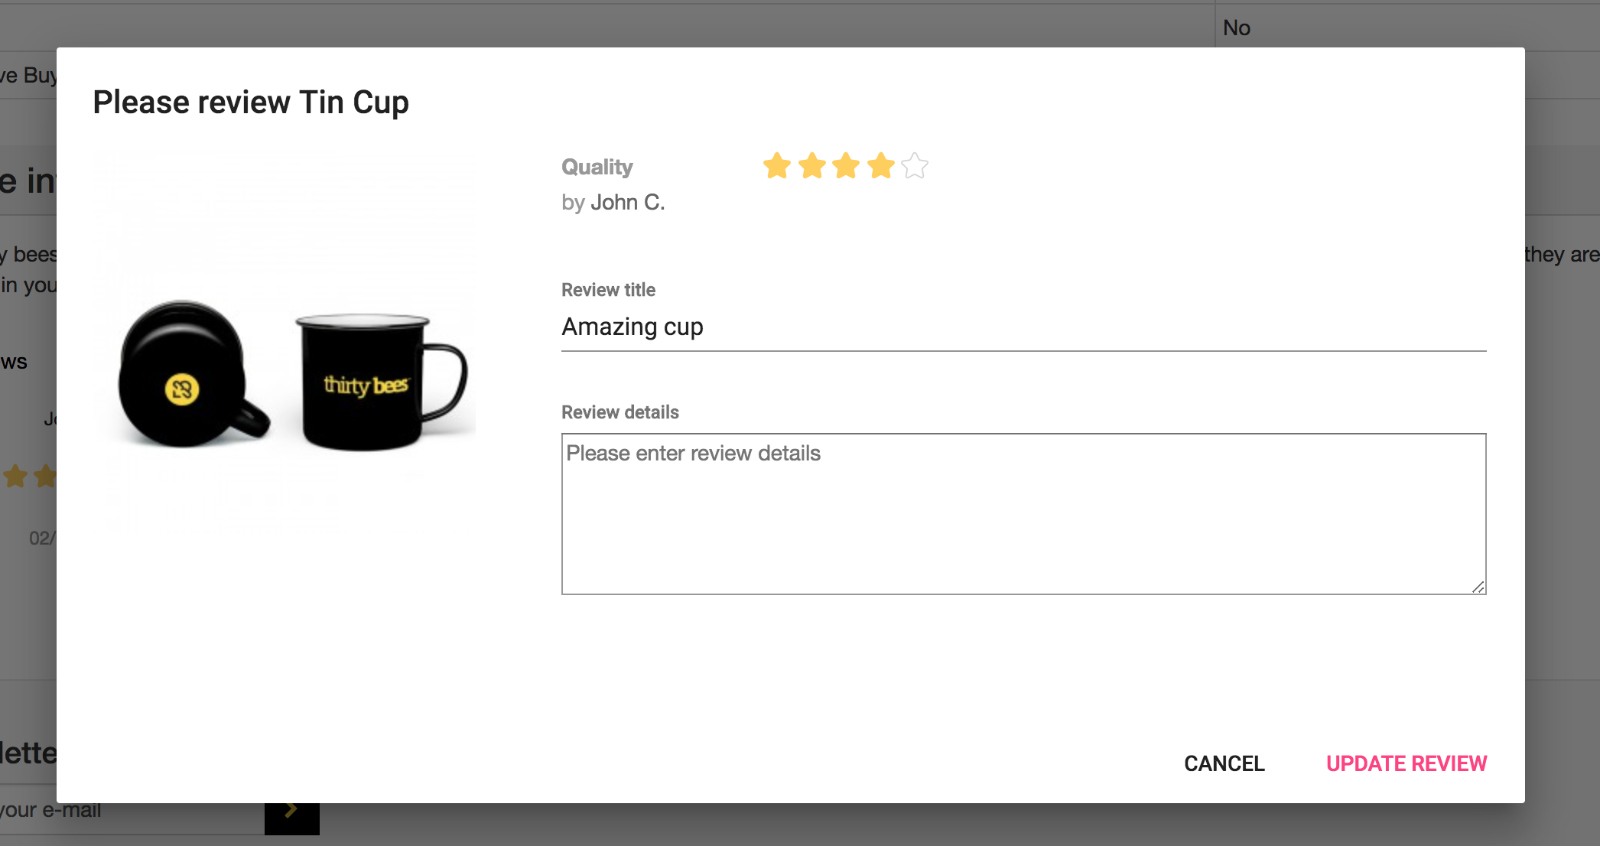 No
ve Buy
Please review Tin Cup
Quality
by John C.
e in
y bees
they are
in you
Review title
Amazing cup
ws
thirty bees
Review details
Please enter review details
Jo
02/
lette
CANCEL
UPDATE REVIEW
your e-mail